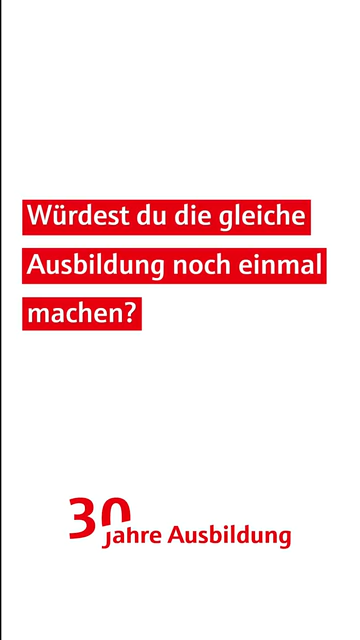 Würdest du die gleiche
Ausbildung noch einmal
machen?
30
Jahre Ausbildung